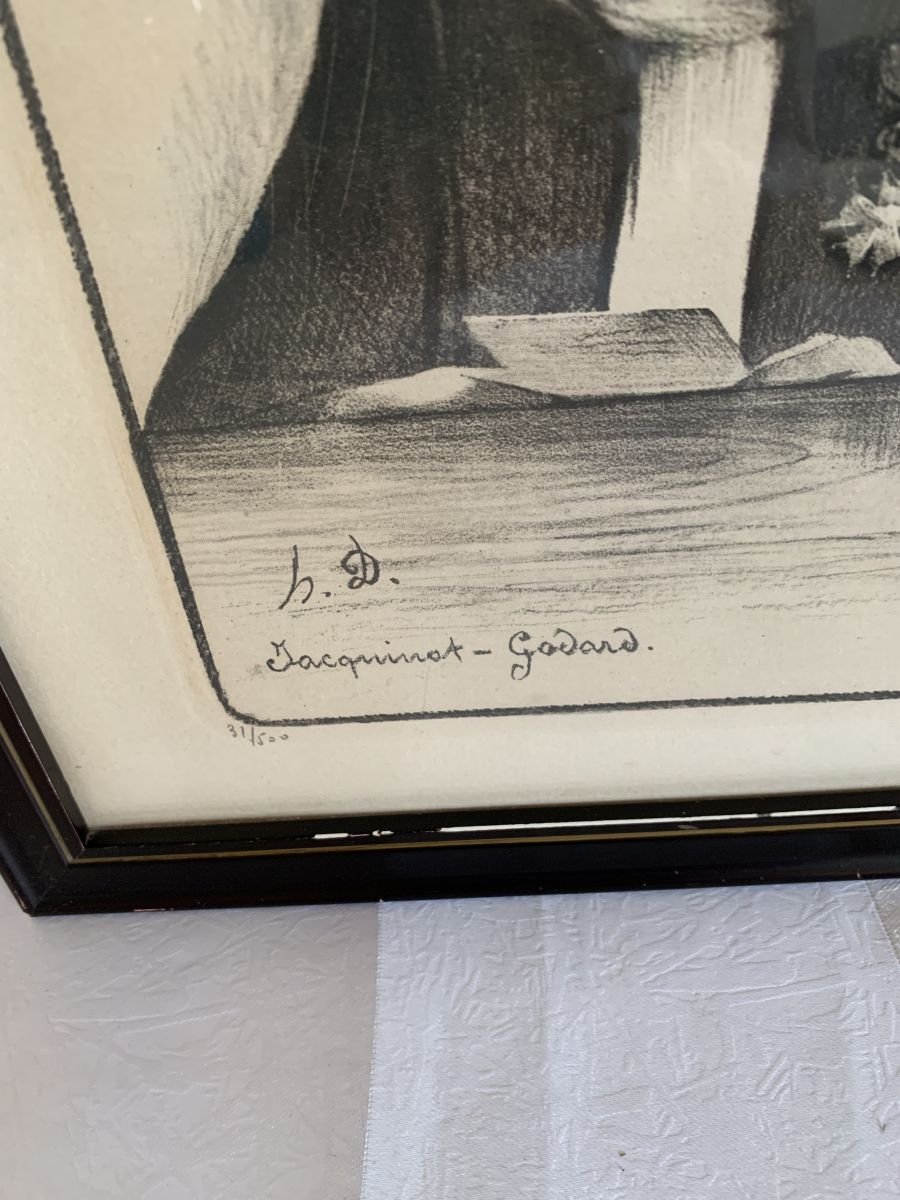 h. D.
Jacquinot - Godard.
31/500